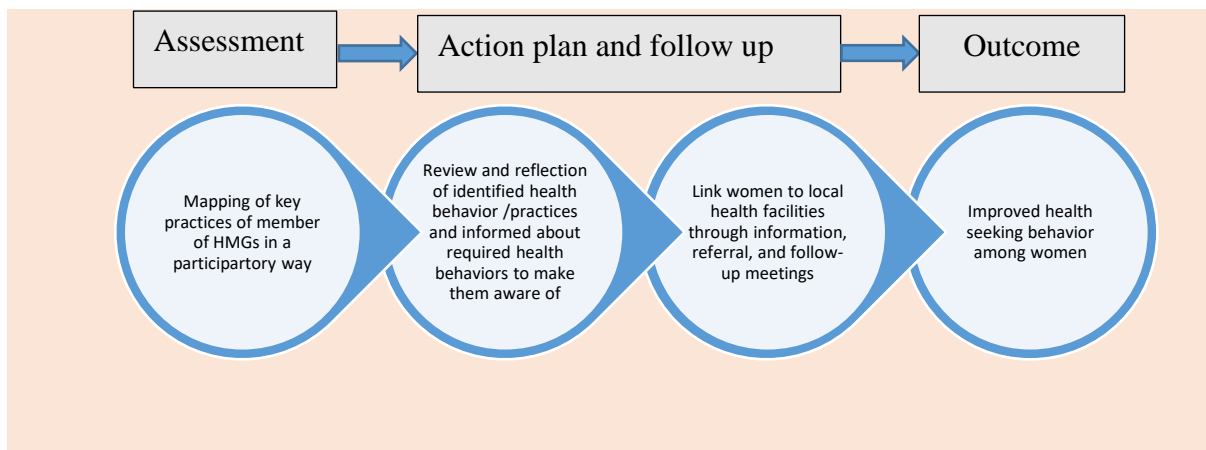 Assessment
Action plan and follow up
Outcome
Mapping of key
practices of member
of HMGs in a
participartory way
Review and reflection
of identified health
behavior /practices
and informed about
required health
behaviors to make
them aware of
Link women to local
health facilities
through information,
referral, and follow-
up meetings
Improved health
seeking behavior
among women